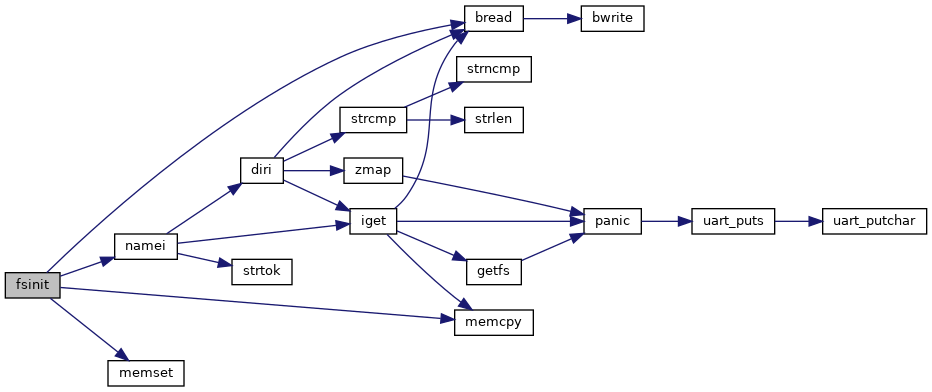 bread
bwrite
strncmp
strcmp
strlen
diri
zmap
iget
panic
uart_puts
uart_putchar
namei
strtok
getfs
fsinit
memcpy
memset